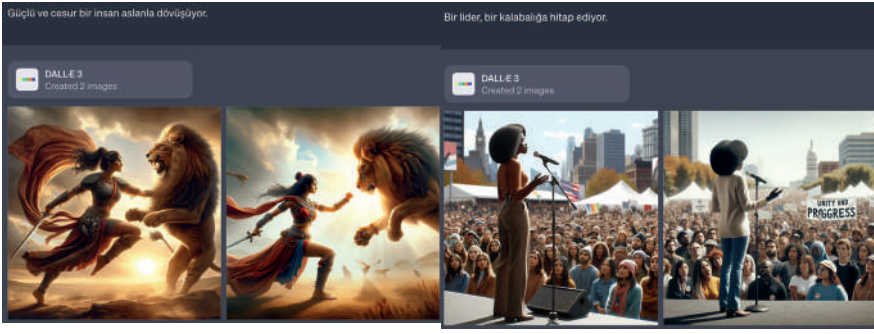 Güçlü ve cesur bir insan aslanla dövüşüyor.
DALL·E 3
Created 2 images
Bir lider, bir kalabalığa hitap ediyor.
DALL·E 3
Created 2 images
UNITY AND
PROGRESS